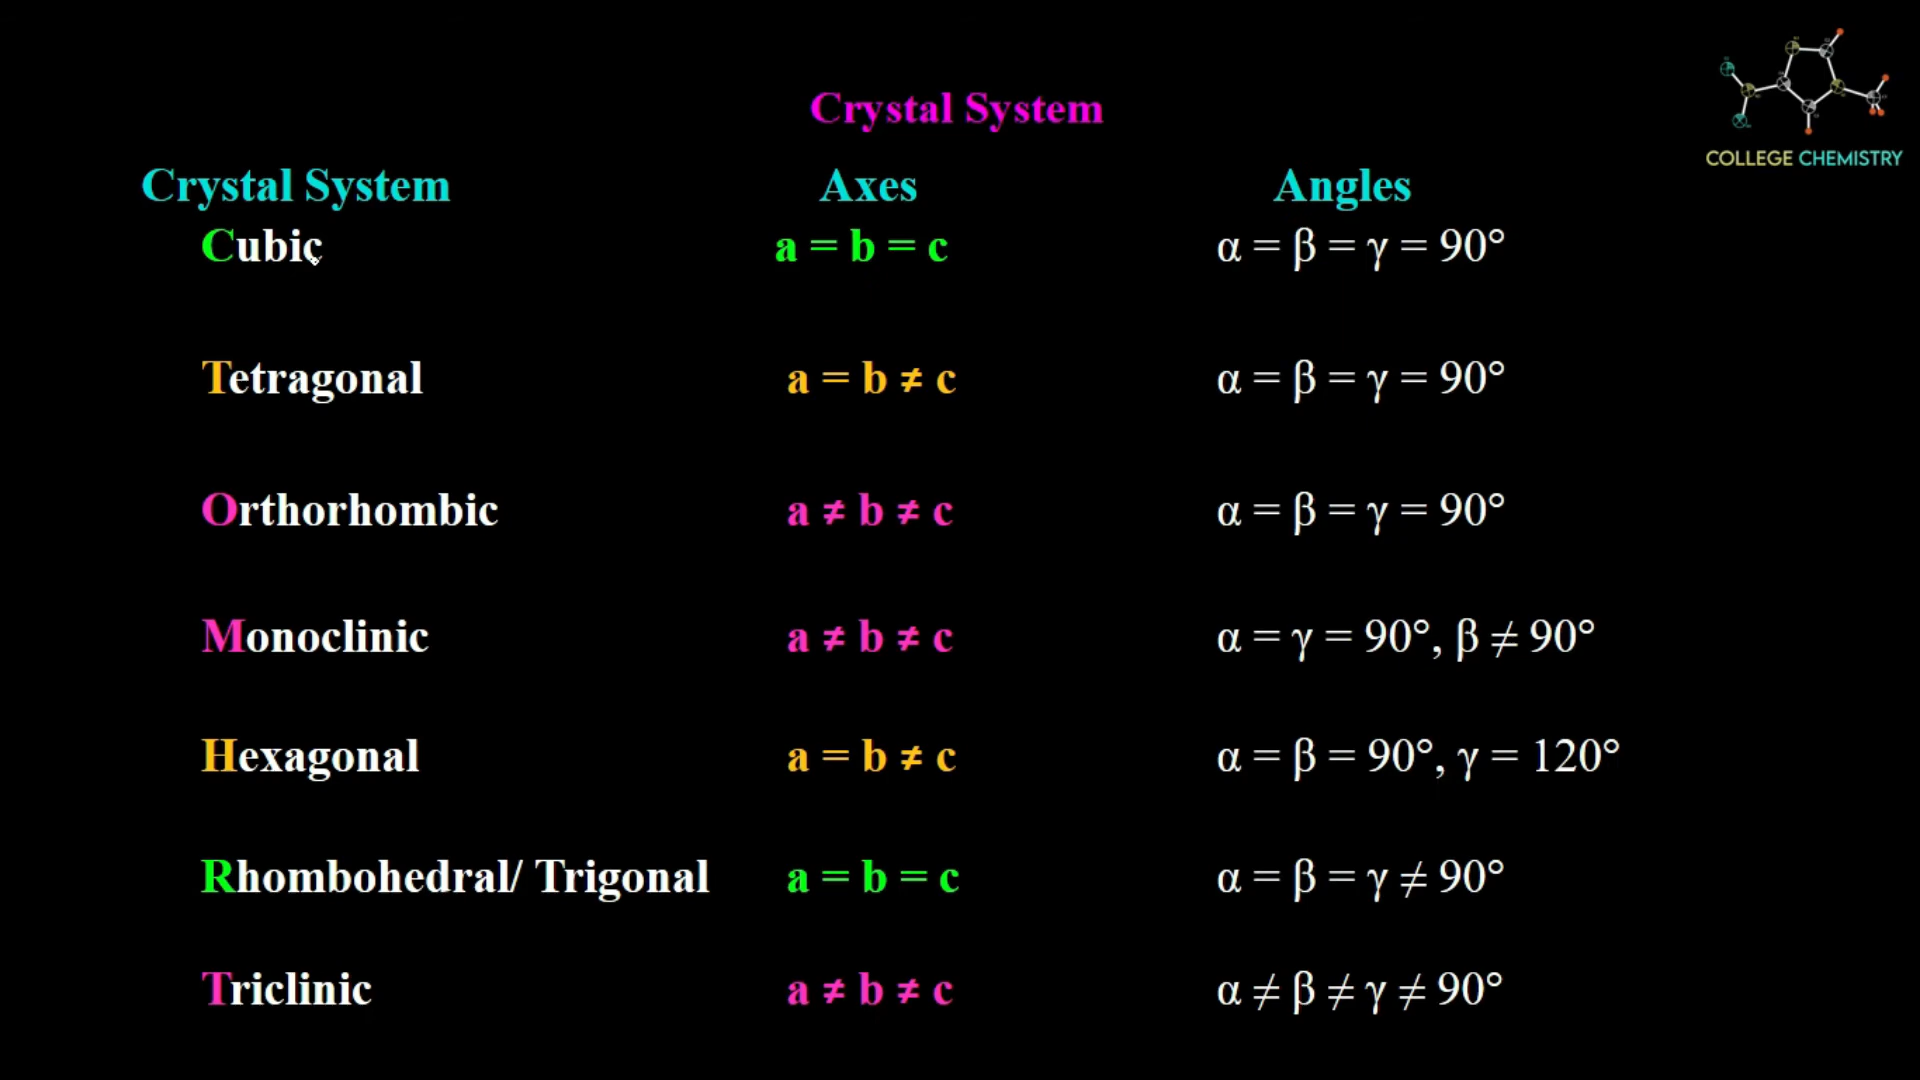 Crystal System
COLLEGE CHEMISTRY
Crystal System Axes Angles
Cubic a = b = c α = β = γ = 90°
Tetragonal a = b ≠ c α = β = γ = 90°
Orthorhombic a ≠ b ≠ c α = β = γ = 90°
Monoclinic a ≠ b ≠ c α = γ = 90°, β ≠ 90°
Hexagonal a = b ≠ c α = β = 90°, γ = 120°
Rhombohedral/ Trigonal a = b = c α = β = γ ≠ 90°
Triclinic a ≠ b ≠ c α ≠ β ≠ γ ≠ 90°